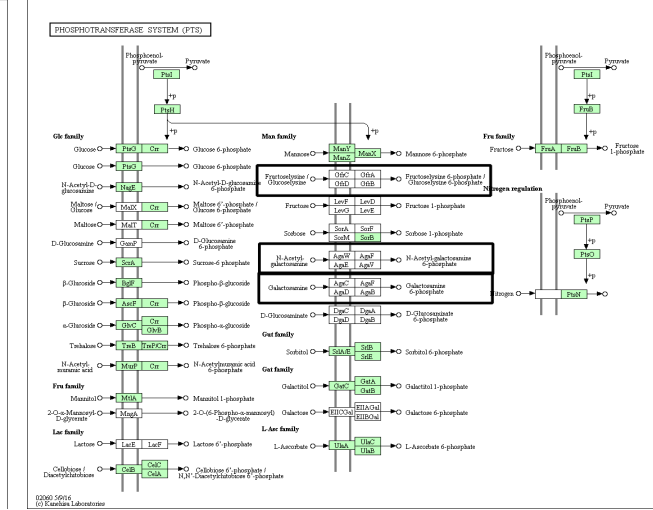 PHOSPHOTRANSFERASE SYSTEM (PTS)
Phosphoenol-
pyruvate
Pyruvate
PtsI
+p
PtsH
+p
+p
Glc family
Glucose
PtsG
Crr
Glucose 6-phosphate
Glucose
PtsG
Glucose 6-phosphate
N-Acetyl-D-
glucosamine
NagE
N-Acetyl-D-glucosamine
6-phosphate
Maltose /
Glucose
MalX
Crr
Maltose 6'-phosphate /
Glucose 6-phosphate
Maltose
MalT
Crr
Maltose 6'-phosphate
D-Glucosamine
GamP
D-Glucosamine
6-phosphate
Sucrose
ScrA
Sucrose-6 phosphate
β-Glucoside
BglF
Phospho-β-glucoside
β-Glucoside
AscF
Crr
Phospho-β-glucoside
α-Glucoside
GlvC
Crr
GlvB
Phospho-α-glucoside
Trehalose
TreB
TreP/Crr
Trehalose 6-phosphate
N-Acetyl-
muramic acid
MurP
Crr
N-Acetylmuramic acid
6-phosphate
Fru family
Mannitol
MtlA
Mannitol 1-phosphate
2-O-α-Mannosyl-
D-glycerate
MngA
2-O-(6-Phospho-α-mannosyl)
-D-glycerate
Lac family
Lactose
LacE
LacF
Lactose 6'-phosphate
Cellobiose /
Diacetylchitobiose
CelB
CelC
CelA
Cellobiose 6'-phosphate /
N,N'-Diacetylchitobiose 6'-phosphate
Man family
Mannose
ManY
ManZ
ManX
Mannose 6-phosphate
Fructoselysine /
Glucoselysine
GfrC
GfrA
GfrD
GfrB
Fructoselysine 6-phosphate /
Glucoselysine 6-phosphate
Fructose
LevF
LevD
LevG
LevE
Fructose 1-phosphate
Sorbose
SorA
SorF
SorM
SorB
Sorbose 1-phosphate
N-Acetyl-
galactosamine
AgaW
AgaF
AgaE
AgaV
N-Acetyl-galactosamine
6-phosphate
Galactosamine
AgaC
AgaF
AgaD
AgaB
Galactosamine
6-phosphate
D-Glucosaminate
DgaC
DgaA
DgaD
DgaB
D-Glucosaminate
6-phosphate
Gut family
Sorbitol
SrlA/E
SrlB
SrlE
Sorbitol 6-phosphate
Gat family
Galactitol
GatC
GatA
GatB
Galactitol 1-phosphate
Galactose
EIICGal
EIIAGal
EIIBGal
Galactose 6-phosphate
L-Asc family
L-Ascorbate
UlaA
UlaC
UlaB
L-Ascorbate 6-phosphate
Phosphoenol-
pyruvate
Pyruvate
PtsI
+p
FruB
+p
Fru family
Fructose
FruA
FruB
Fructose
1-phosphate
Nitrogen regulation
PtsP
+p
PtsO
+p
Nitrogen
PtsN
02060 5/9/16
(c) Kanehisa Laboratories